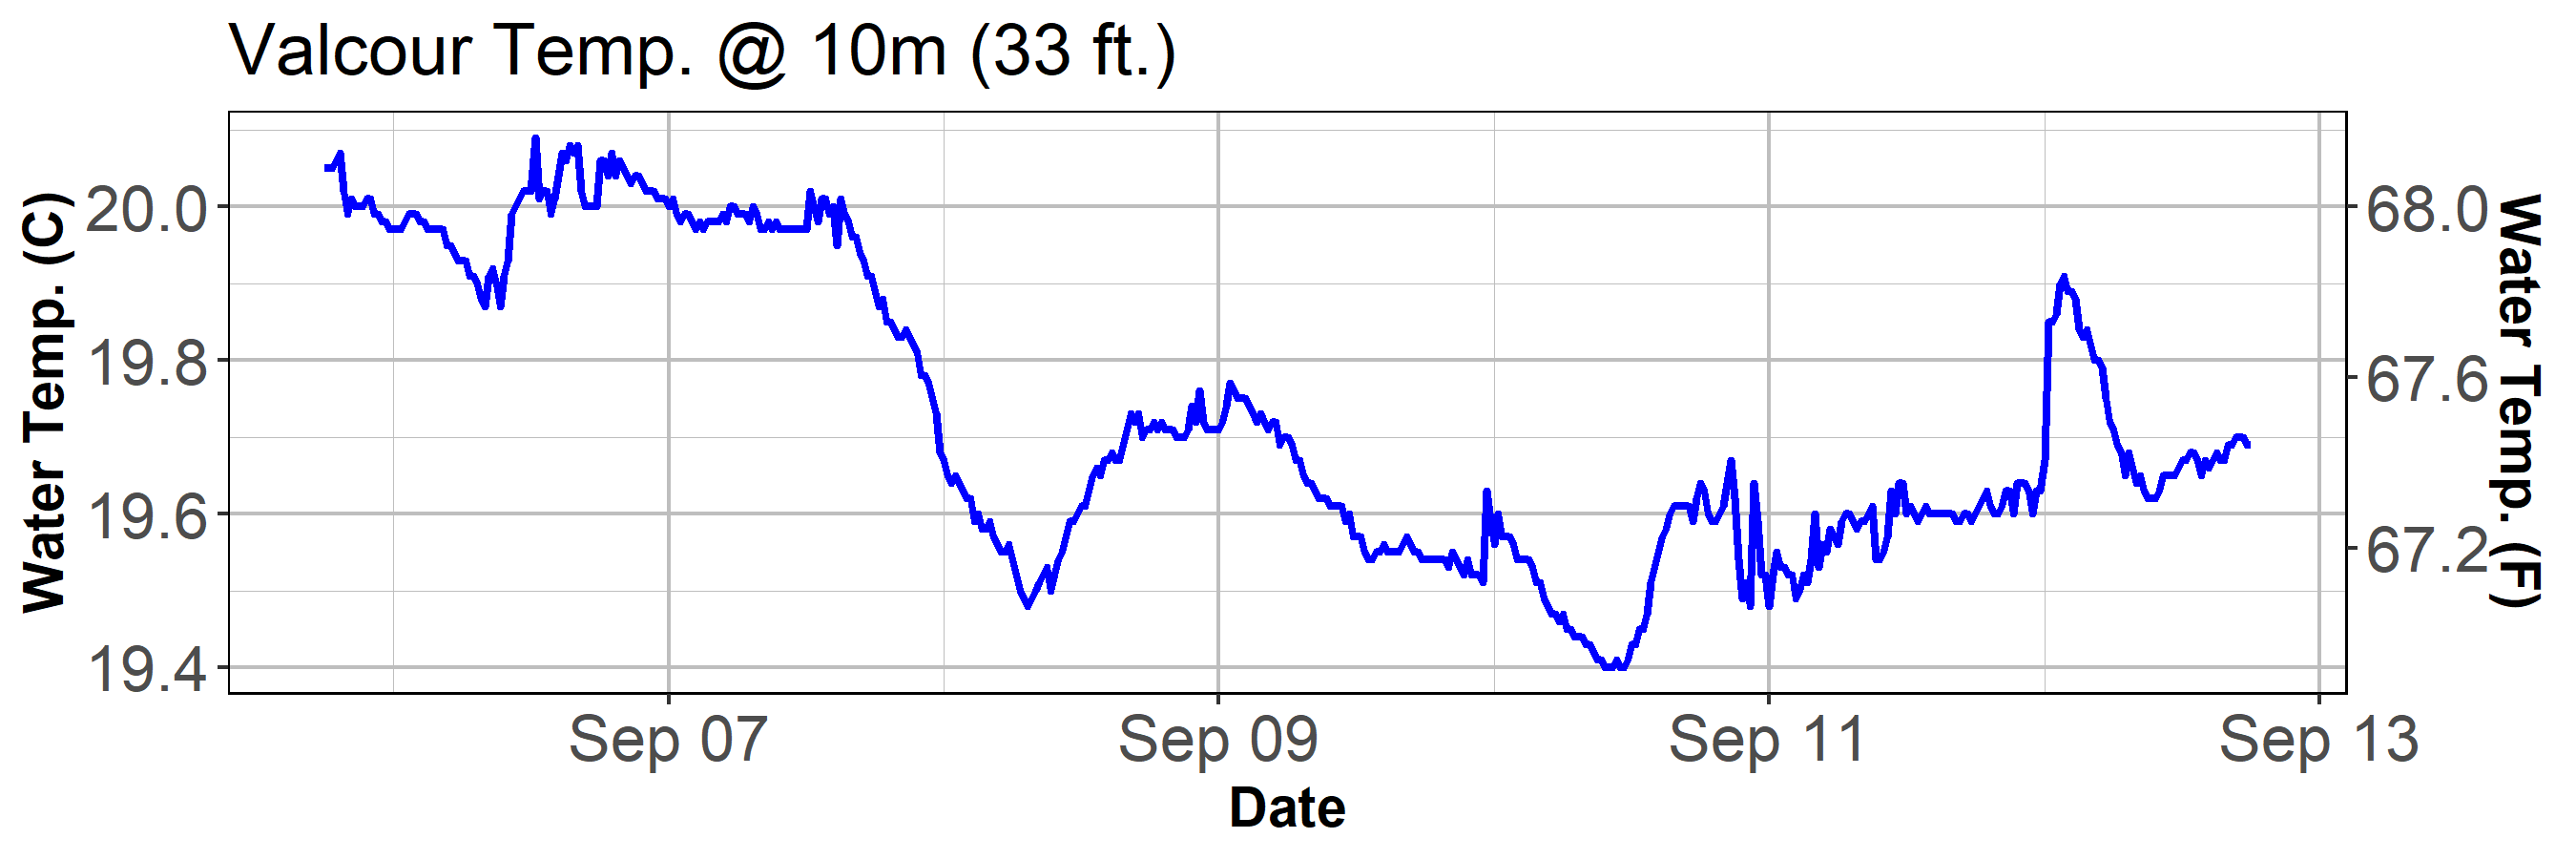 Valcour Temp. @ 10m (33 ft.)
Water Temp. (C)
20.0
19.8
19.6
19.4
68.0
67.6
67.2
Water Temp. (F)
Sep 07
Sep 09
Sep 11
Sep 13
Date